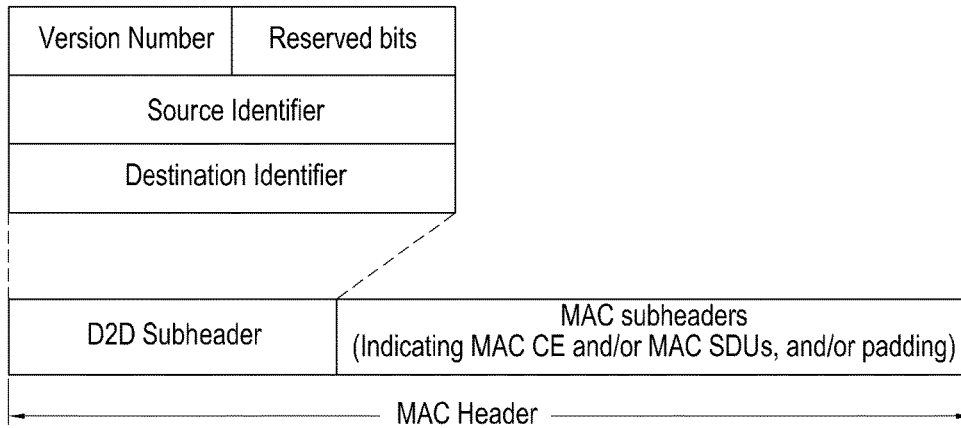 Version Number
Reserved bits
Source Identifier
Destination Identifier
D2D Subheader
MAC subheaders
(Indicating MAC CE and/or MAC SDUs, and/or padding)
MAC Header